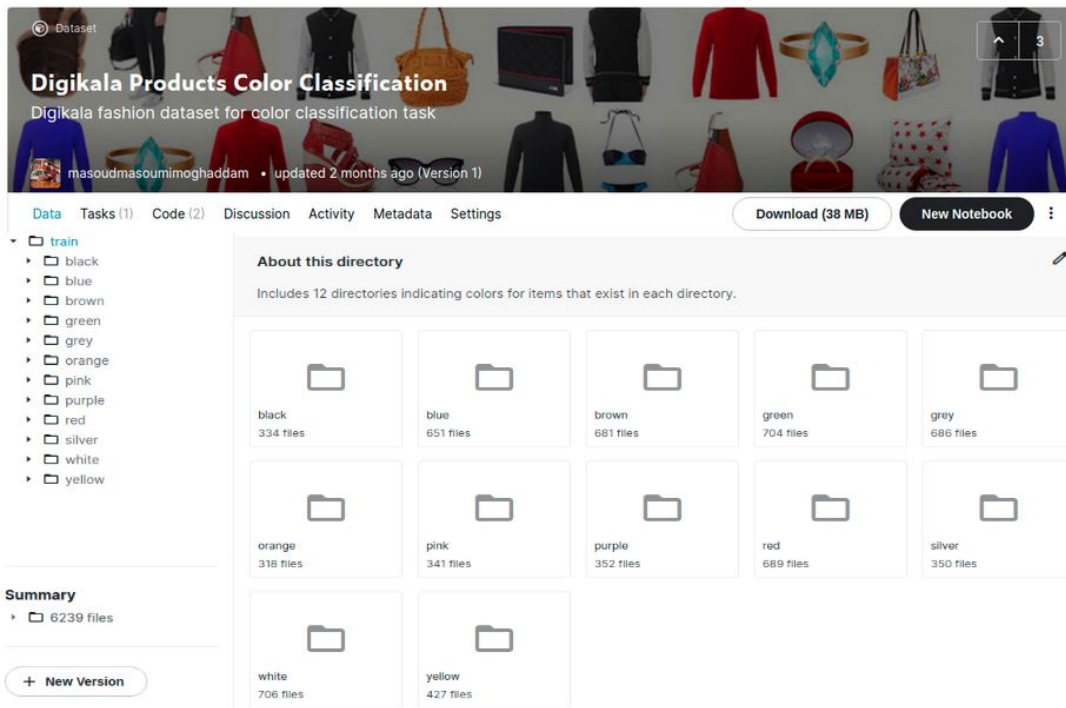 Dataset
3
Digikala Products Color Classification
Digikala fashion dataset for color classification task
masoudmasoumimoghaddam • updated 2 months ago (Version 1)
Data Tasks (1) Code (2) Discussion Activity Metadata Settings Download (38 MB) New Notebook
train
black
blue
brown
green
grey
orange
pink
purple
red
silver
white
yellow
Summary
6239 files
+ New Version
About this directory
Includes 12 directories indicating colors for items that exist in each directory.
black
334 files
blue
651 files
brown
681 files
green
704 files
grey
686 files
orange
318 files
pink
341 files
purple
352 files
red
689 files
silver
350 files
white
706 files
yellow
427 files